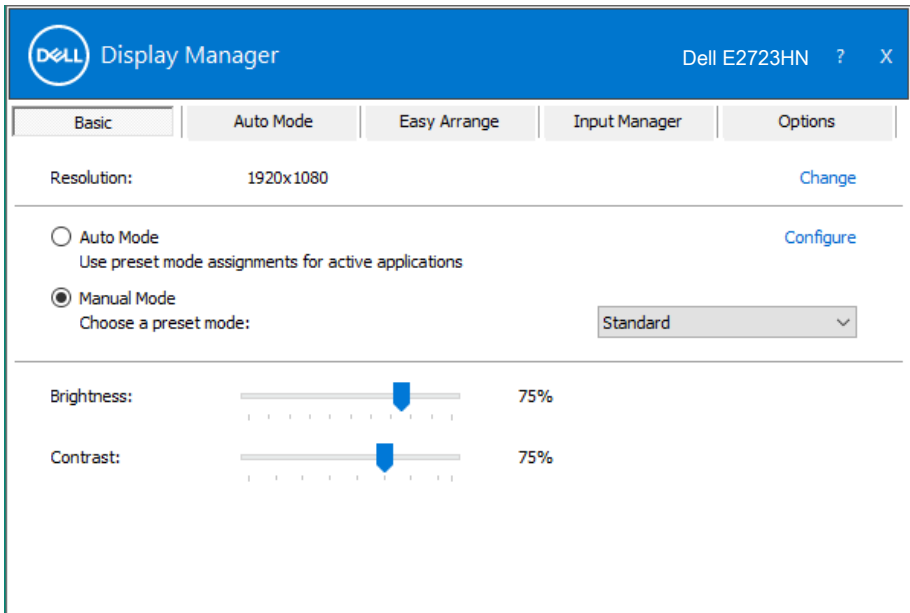 DELL Display Manager Dell E2723HN ? X
Basic Auto Mode Easy Arrange Input Manager Options
Resolution: 1920x1080 Change
Auto Mode Configure
Use preset mode assignments for active applications
Manual Mode
Choose a preset mode: Standard
Brightness: 75%
Contrast: 75%